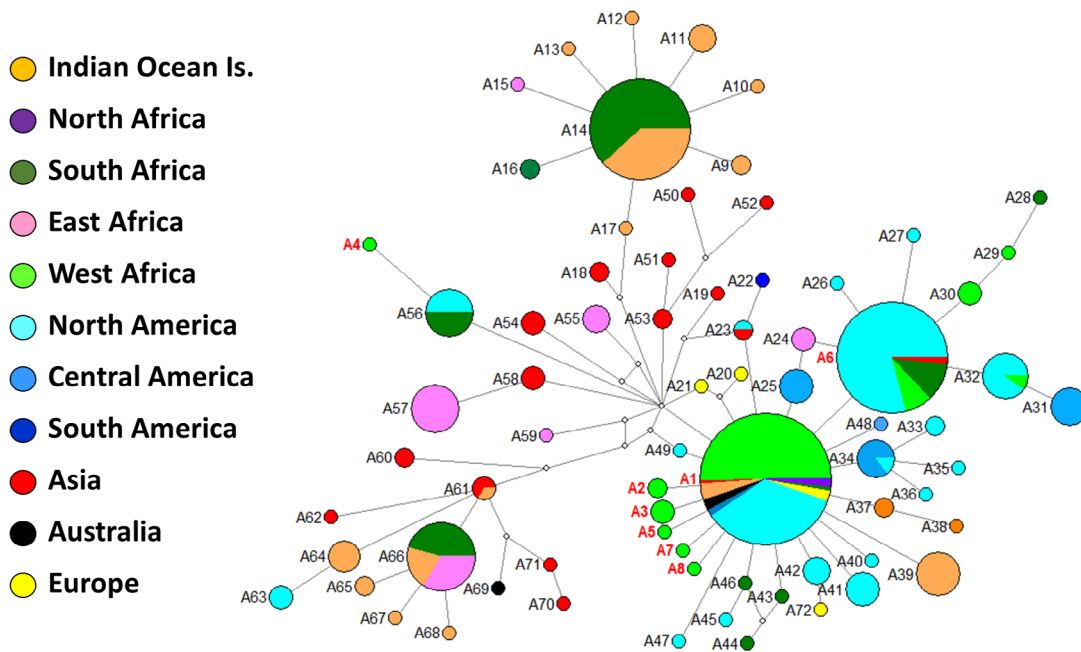 Indian Ocean Is.
North Africa
South Africa
East Africa
West Africa
North America
Central America
South America
Asia
Australia
Europe
A12
A11
A13
A15
A10
A14
A16
A9
A50
A52
A28
A17
A4
A27
A29
A51
A18
A26
A30
A19
A22
A56
A54
A55
A53
A23
A24
A6
A32
A58
A21
A20
A25
A31
A57
A48
A33
A59
A49
A34
A60
A35
A1
A61
A2
A36
A3
A37
A62
A5
A38
A7
A64
A66
A8
A40
A71
A42
A39
A65
A69
A46
A43
A41
A63
A70
A72
A67
A45
A68
A47
A44